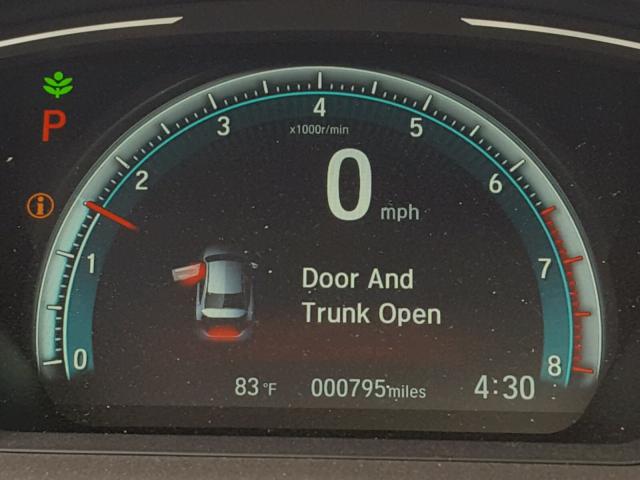 P
0
1
2
3
4
5
6
7
8
x1000r/min
0 mph
i
Door And
Trunk Open
83 °F 000795 miles 4:30